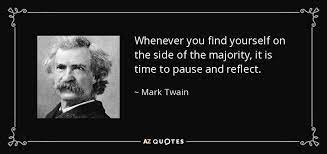 Whenever you find yourself on
the side of the majority, it is
time to pause and reflect.
~ Mark Twain
AZ QUOTES